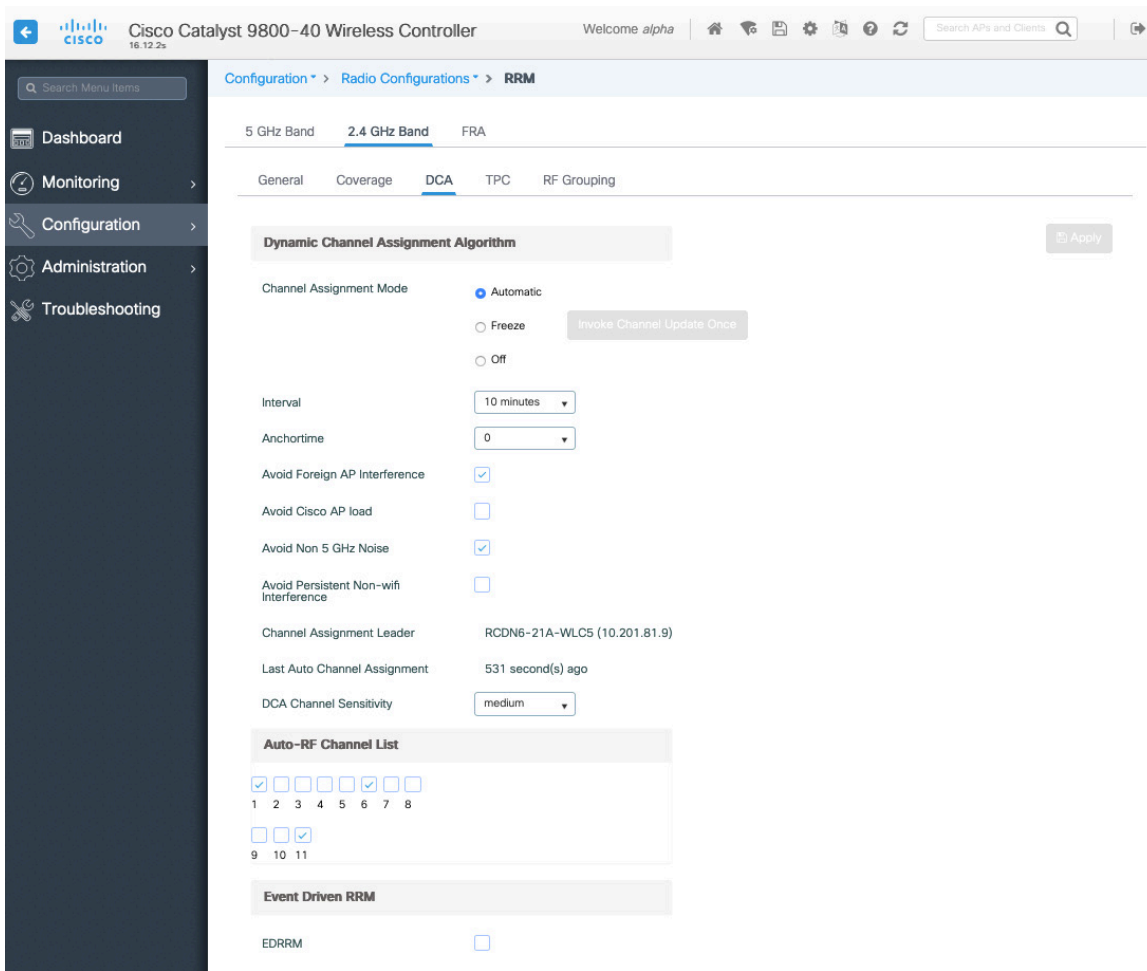 cisco
Cisco Catalyst 9800-40 Wireless Controller
16.12.2s
Welcome alpha
Search APs and Clients
Search Menu Items
Dashboard
Monitoring
Configuration
Administration
Troubleshooting
Configuration > Radio Configurations > RRM
5 GHz Band 2.4 GHz Band FRA
General Coverage DCA TPC RF Grouping
Dynamic Channel Assignment Algorithm
Apply
Channel Assignment Mode
Automatic
Freeze Invoke Channel Update Once
Off
Interval 10 minutes
Anchortime 0
Avoid Foreign AP Interference
Avoid Cisco AP load
Avoid Non 5 GHz Noise
Avoid Persistent Non-wifi
Interference
Channel Assignment Leader RCDN6-21A-WLC5 (10.201.81.9)
Last Auto Channel Assignment 531 second(s) ago
DCA Channel Sensitivity medium
Auto-RF Channel List
1 2 3 4 5 6 7 8
9 10 11
Event Driven RRM
EDRRM